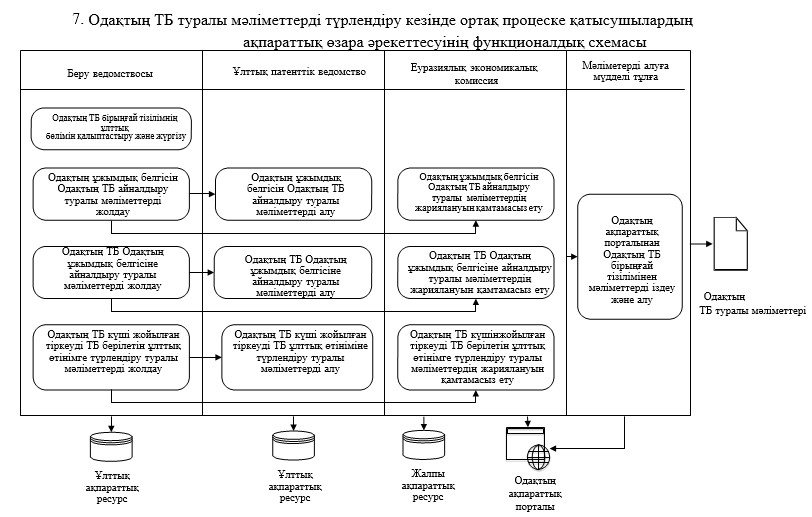 7. Одақтың ТБ туралы мәліметтерді түрлендіру кезінде ортақ процеске қатысушылардың
ақпараттық өзара әрекеттесуінің функционалдық схемасы
Беру ведомствосы
Ұлттық патенттік ведомство
Еуразиялық экономикалық
комиссия
Мәліметерді алуға
мүдделі тұлға
Одақтың ТБ бірыңғай тізілімнің
ұлттық
бөлімін қалыптастыру және жүргізу
Одақтың ұжымдық белгісін
Одақтың ТБ айналдыру
туралы мәліметтерді
жолдау
Одақтың ұжымдық
белгісін Одақтың ТБ
айналдыру туралы
мәліметтерді алу
Одақтың ұжымдық белгісін
Одақтың ТБ айналдыру
туралы мәліметтердің
жариялануын қамтамасыз ету
Одақтың ТБ Одақтың
ұжымдық белгісіне
айналдыру туралы
мәліметтерді жолдау
Одақтың ТБ Одақтың
ұжымдық белгісіне
айналдыру туралы
мәліметтерді алу
Одақтың ТБ Одақтың
ұжымдық белгісіне айналдыру
туралы мәліметтердің
жариялануын қамтамасыз ету
Одақтың ТБ күші жойылған
тіркеуді ТБ берілетін ұлттық
өтінімге түрлендіру туралы
мәліметтерді жолдау
Одақтың ТБ күші жойылған
тіркеуді ТБ ұлттық өтініміне
түрлендіру туралы
мәліметтерді алу
Одақтың ТБ күшінжойылған
тіркеуді ТБ берілетін ұлттық
өтінімге түрлендіру туралы
мәліметтердің жариялануын
қамтамасыз ету
Одақтың
ақпараттық
порталынан
Одақтың ТБ
бірыңғай
тізілімінен
мәліметтерді іздеу
және алу
Одақтың
ТБ туралы мәліметтері
Ұлттық
ақпараттық
ресурс
Ұлттық
ақпараттық
ресурс
Жалпы
ақпараттық
ресурс
Одақтың
ақпараттық
порталы